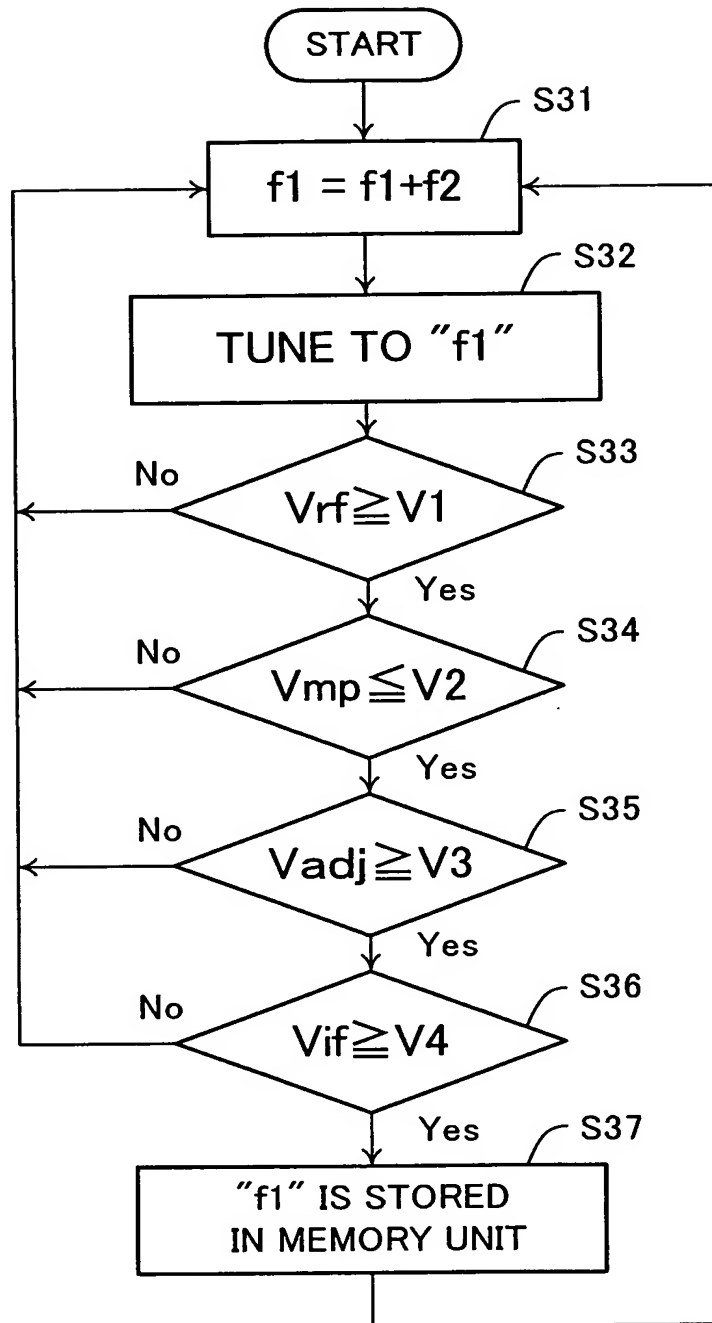 START
S31
f1 = f1+f2
S32
TUNE TO "f1"
S33
No
Vrf≧V1
Yes
S34
No
Vmp≦V2
Yes
S35
No
Vadj≧V3
Yes
S36
No
Vif≧V4
Yes
S37
"f1" IS STORED
IN MEMORY UNIT